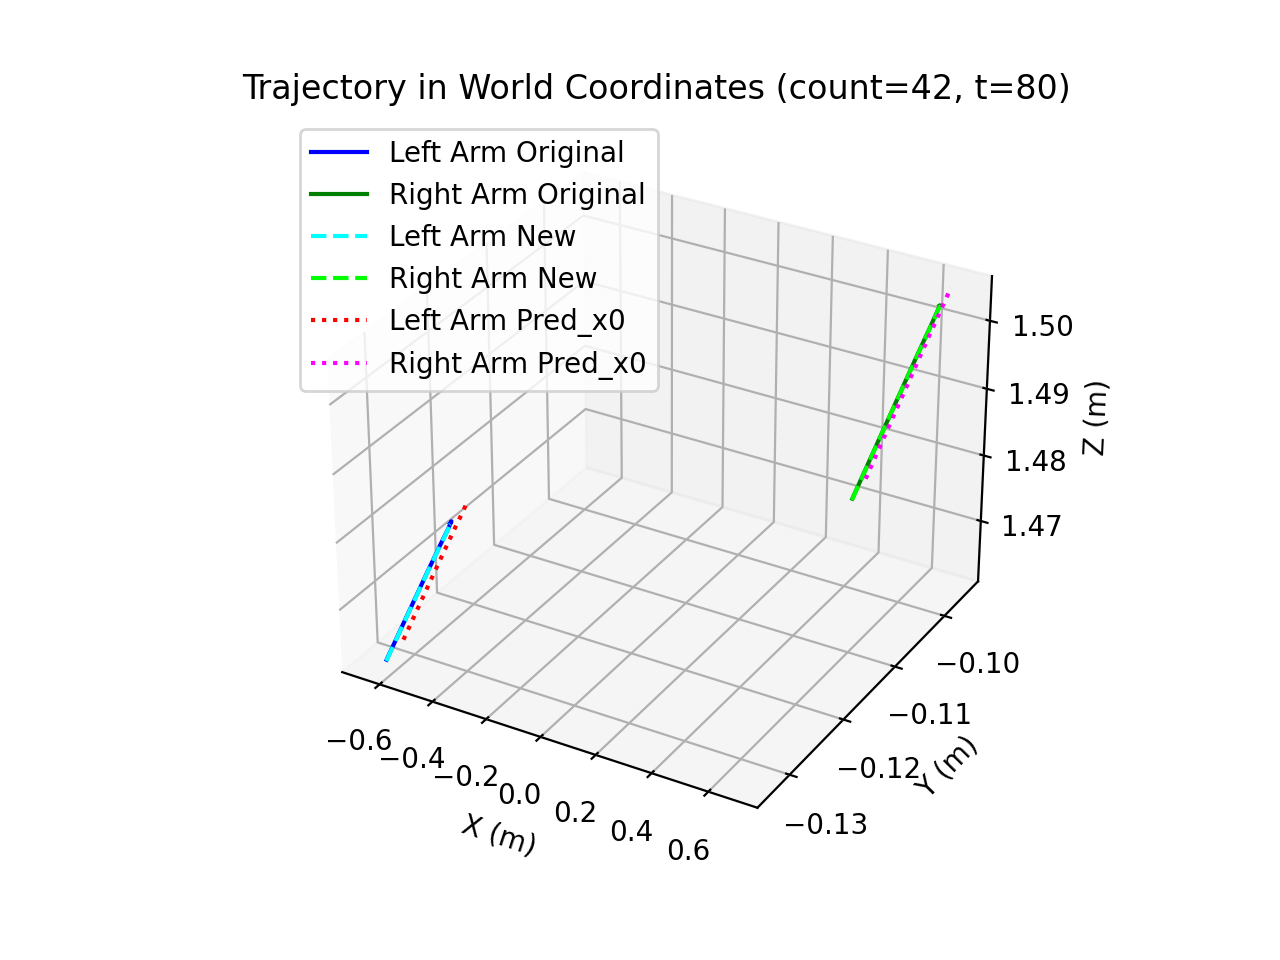 Trajectory in World Coordinates (count=42, t=80)
Left Arm Original
Right Arm Original
Left Arm New
Right Arm New
Left Arm Pred_x0
Right Arm Pred_x0
1.50
1.49
1.48
1.47
Z (m)
−0.10
−0.11
−0.12
−0.13
Y (m)
−0.6
−0.4
−0.2
0.0
0.2
0.4
0.6
X (m)